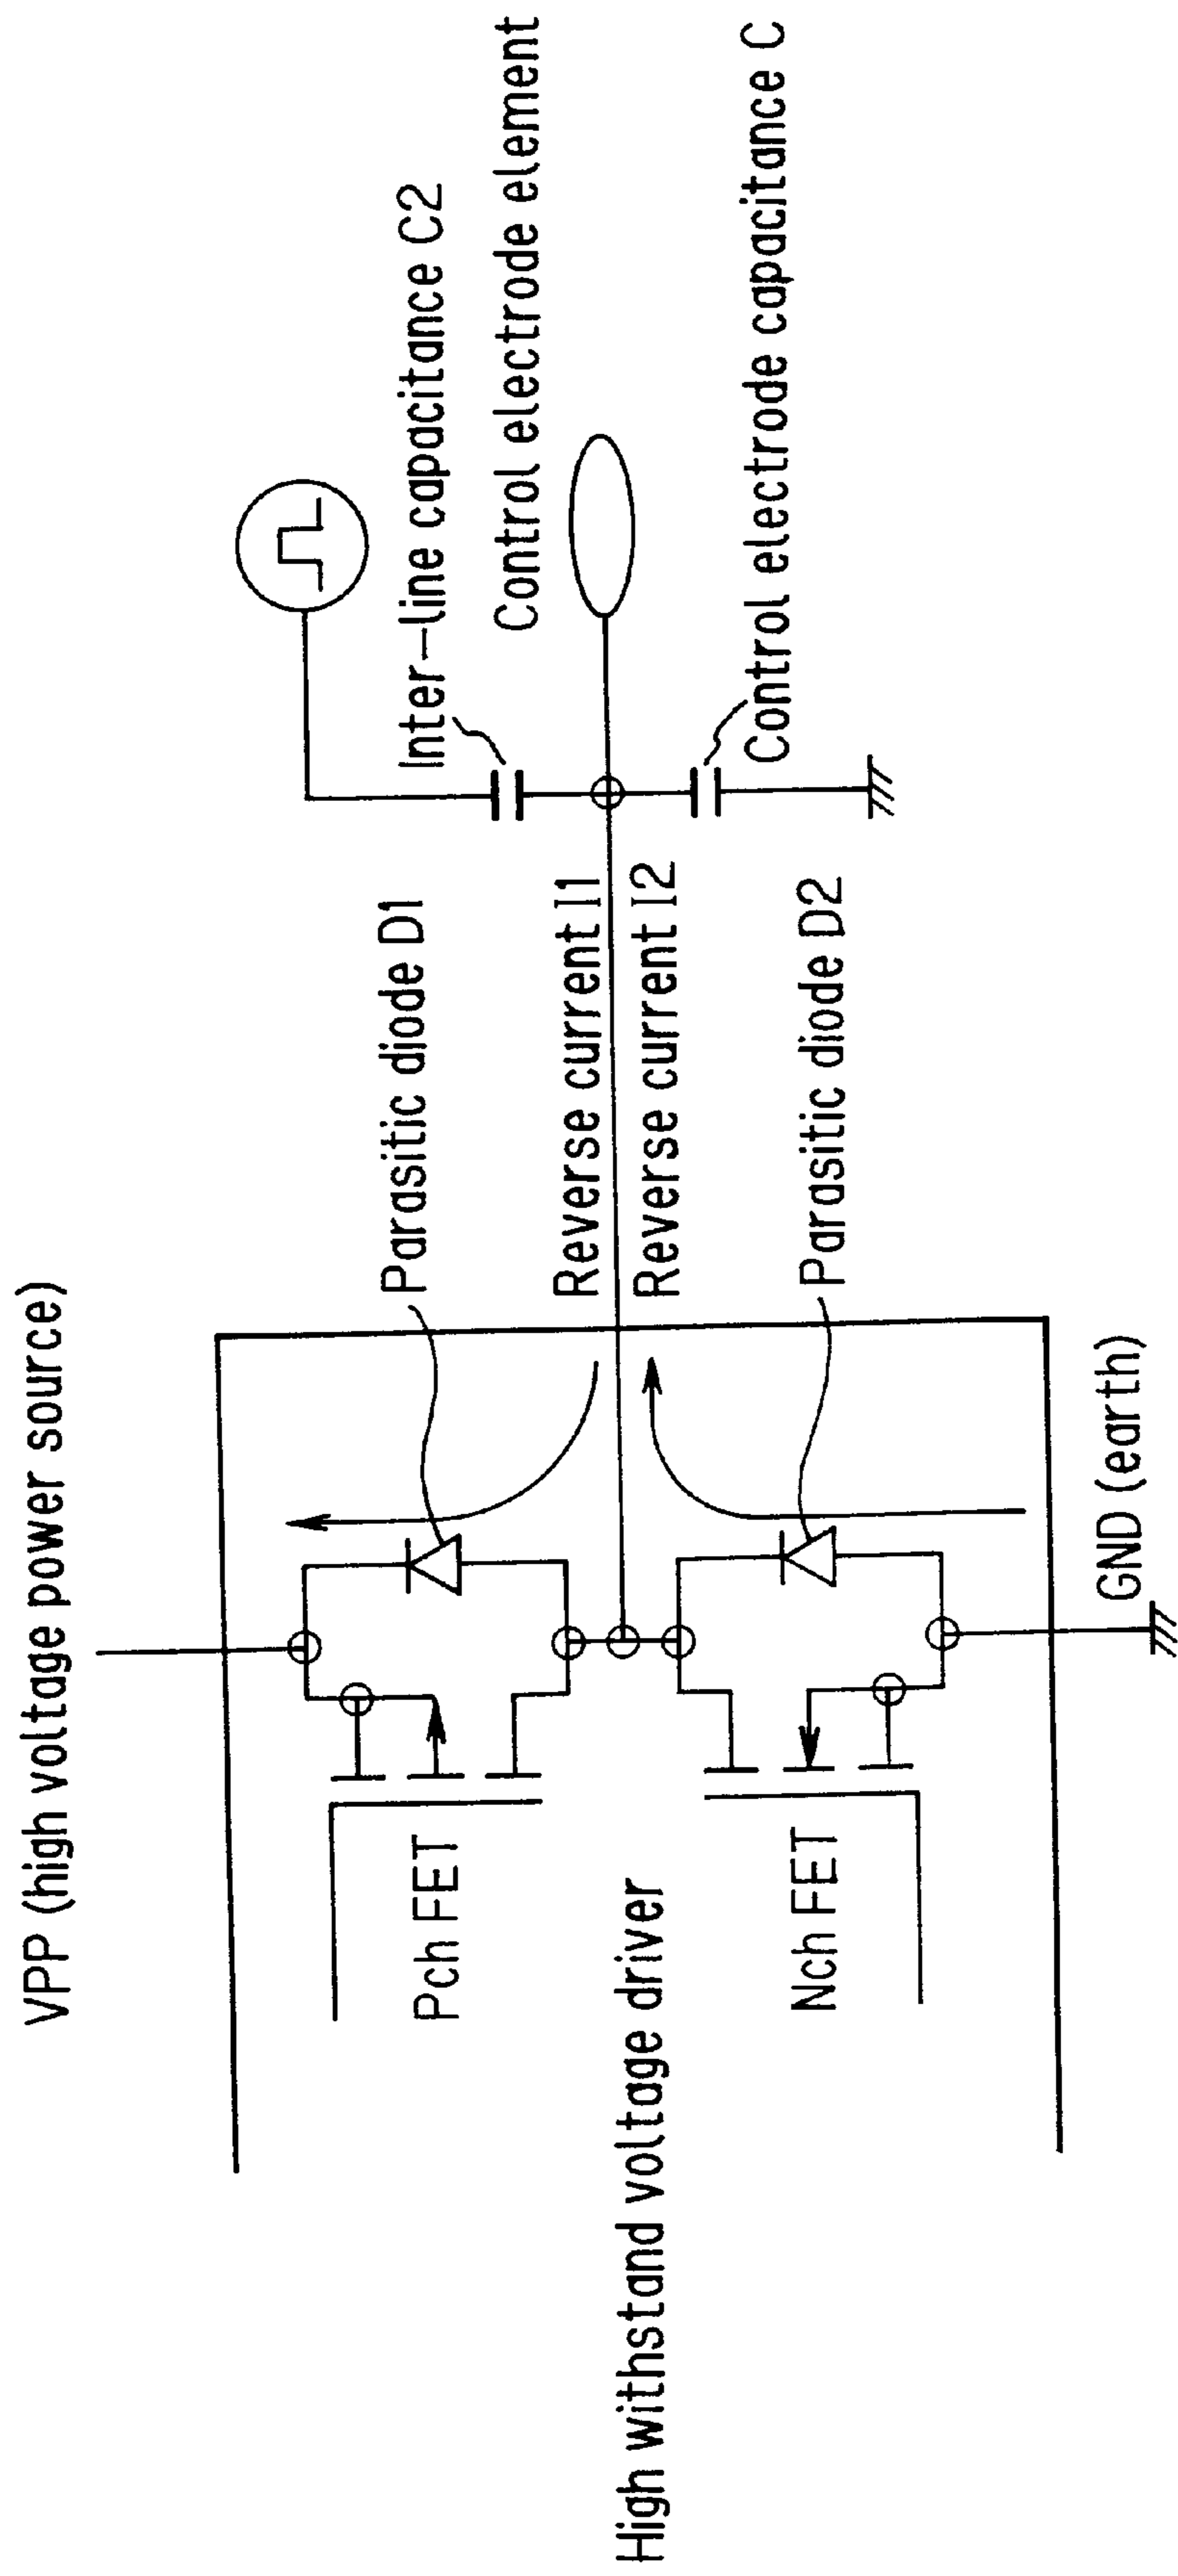 VPP (high voltage power source)
Parasitic diode D1
Inter-line capacitance C2
Control electrode element
Pch FET
Reverse current I1
High withstand voltage driver
Reverse current I2
Control electrode capacitance C
Nch FET
Parasitic diode D2
GND (earth)